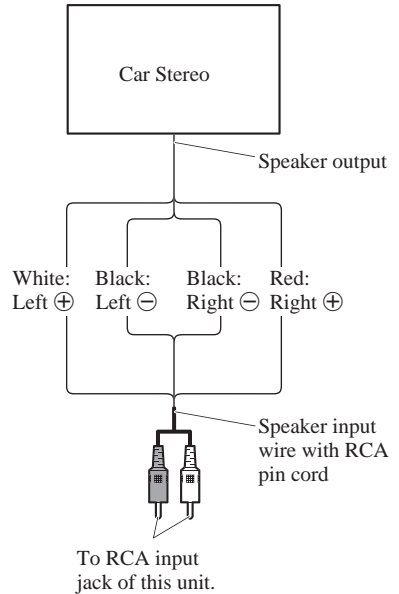 Car Stereo
Speaker output
White:
Left ⊕
Black:
Left ⊖
Black:
Right ⊖
Red:
Right ⊕
Speaker input
wire with RCA
pin cord
To RCA input
jack of this unit.